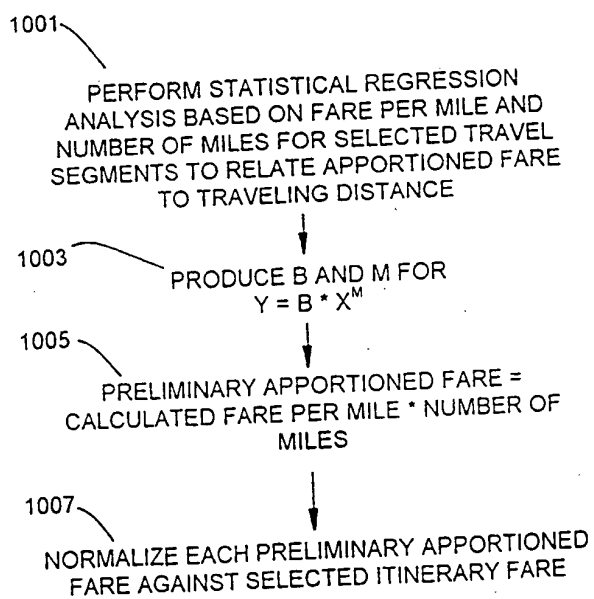 1001
PERFORM STATISTICAL REGRESSION
ANALYSIS BASED ON FARE PER MILE AND
NUMBER OF MILES FOR SELECTED TRAVEL
SEGMENTS TO RELATE APPORTIONED FARE
TO TRAVELING DISTANCE
1003
PRODUCE B AND M FOR
Y = B * X^M
1005
PRELIMINARY APPORTIONED FARE =
CALCULATED FARE PER MILE * NUMBER OF
MILES
1007
NORMALIZE EACH PRELIMINARY APPORTIONED
FARE AGAINST SELECTED ITINERARY FARE